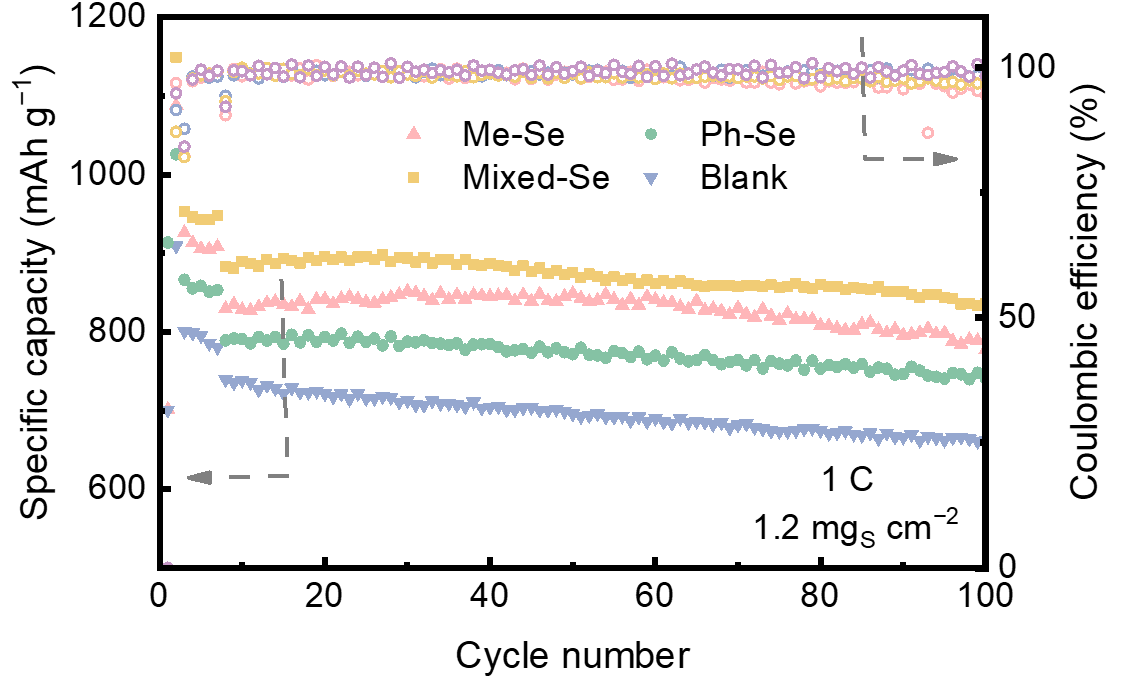 1200
1000
800
600
Specific capacity (mAh g⁻¹)
100
50
0
Coulombic efficiency (%)
Me-Se
Ph-Se
Mixed-Se
Blank
1 C
1.2 mgS cm⁻²
0 20 40 60 80 100
Cycle number